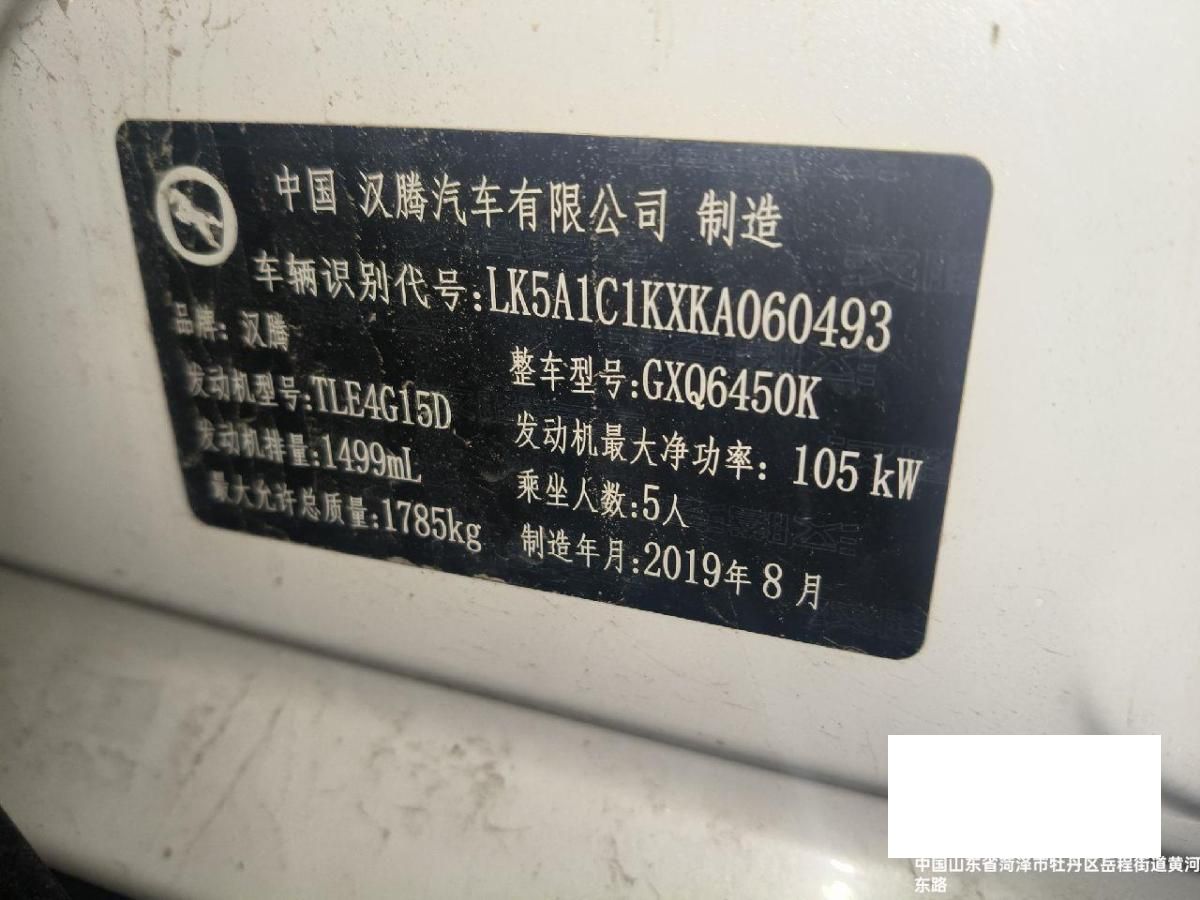 中国 汉腾汽车有限公司 制造
车辆识别代号:LK5A1C1KXKA060493
品牌: 汉腾
整车型号:GXQ6450K
发动机型号:TLE4G15D
发动机最大净功率: 105 kW
发动机排量:1499mL
乘坐人数:5人
最大允许总质量:1785kg
制造年月:2019年 8 月
中国山东省菏泽市牡丹区岳程街道黄河
东路